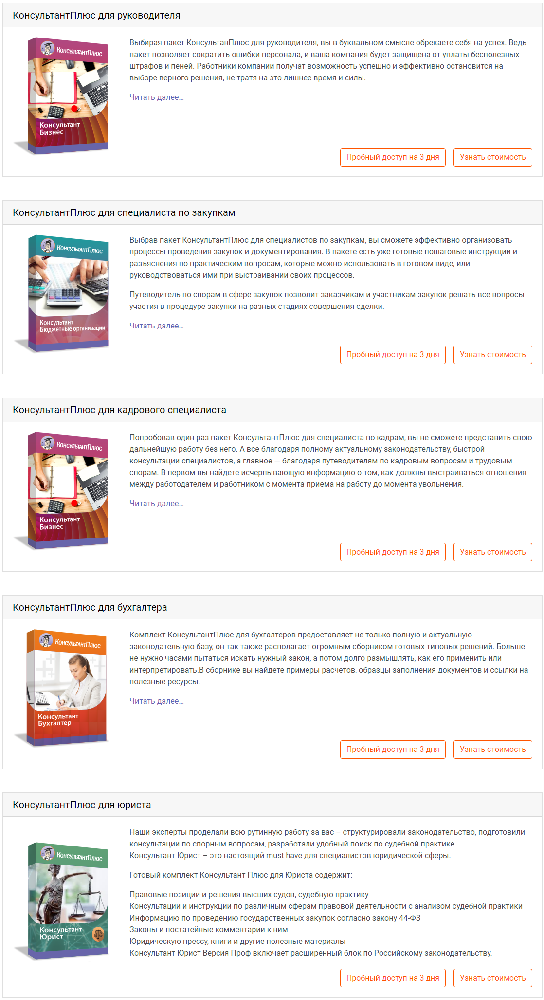 КонсультантПлюс для руководителя
КонсультантПлюс
Консультант
Бизнес
Выбирая пакет КонсультанПлюс для руководителя, вы в буквальном смысле обрекаете себя на успех. Ведь
пакет позволяет сократить ошибки персонала, и ваша компания будет защищена от уплаты бесполезных
штрафов и пеней. Работники компании получат возможность успешно и эффективно остановится на
выборе верного решения, не тратя на это лишнее время и силы.
Читать далее...
Пробный доступ на 3 дня
Узнать стоимость
КонсультантПлюс для специалиста по закупкам
КонсультантПлюс
Консультант
Бюджетные организации
Выбрав пакет КонсультантПлюс для специалистов по закупкам, вы сможете эффективно организовать
процессы проведения закупок и документирования. В пакете есть уже готовые пошаговые инструкции и
разъяснения по практическим вопросам, которые можно использовать в готовом виде, или
руководствоваться ими при выстраивании своих процессов.
Путеводитель по спорам в сфере закупок позволит заказчикам и участникам закупок решать все вопросы
участия в процедуре закупки на разных стадиях совершения сделки.
Читать далее...
Пробный доступ на 3 дня
Узнать стоимость
КонсультантПлюс для кадрового специалиста
КонсультантПлюс
Консультант
Бизнес
Попробовав один раз пакет КонсультантПлюс для специалиста по кадрам, вы не сможете представить свою
дальнейшую работу без него. А все благодаря полному актуальному законодательству, быстрой
консультации специалистов, а главное — благодаря путеводителям по кадровым вопросам и трудовым
спорам. В первом вы найдете исчерпывающую информацию о том, как должны выстраиваться отношения
между работодателем и работником с момента приема на работу до момента увольнения.
Читать далее...
Пробный доступ на 3 дня
Узнать стоимость
КонсультантПлюс для бухгалтера
КонсультантПлюс
Консультант
Бухгалтер
Комплект КонсультантПлюс для бухгалтеров предоставляет не только полную и актуальную
законодательную базу, он так также располагает огромным сборником готовых типовых решений. Больше
не нужно часами пытаться искать нужный закон, а потом долго размышлять, как его применить или
интерпретировать.В сборнике вы найдете примеры расчетов, образцы заполнения документов и ссылки на
полезные ресурсы.
Читать далее...
Пробный доступ на 3 дня
Узнать стоимость
КонсультантПлюс для юриста
КонсультантПлюс
Консультант
Юрист
Наши эксперты проделали всю рутинную работу за вас – структурировали законодательство, подготовили
консультации по спорным вопросам, разработали удобный поиск по судебной практике.
Консультант Юрист – это настоящий must have для специалистов юридической сферы.
Готовый комплект Консультант Плюс для Юриста содержит:
Правовые позиции и решения высших судов, судебную практику
Консультации и инструкции по различным сферам правовой деятельности с анализом судебной практики
Информацию по проведению государственных закупок согласно закону 44-ФЗ
Законы и постатейные комментарии к ним
Юридическую прессу, книги и другие полезные материалы
Консультант Юрист Версия Проф включает расширенный блок по Российскому законодательству.
Пробный доступ на 3 дня
Узнать стоимость